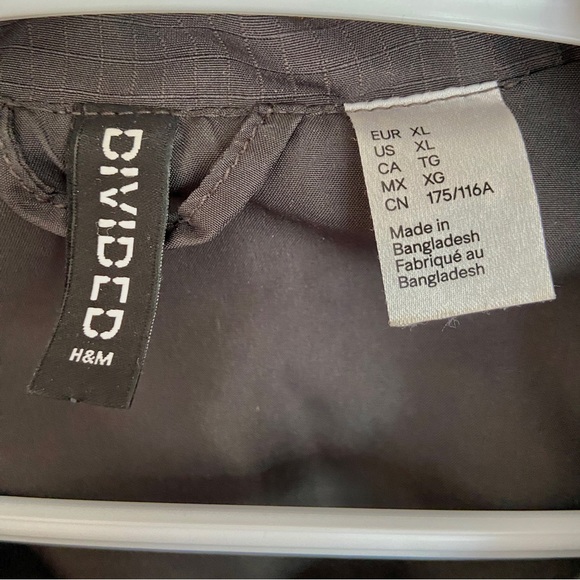 DIVIDED
H&M
EUR XL
US XL
CA TG
MX XG
CN 175/116A
Made in
Bangladesh
Fabriqué au
Bangladesh